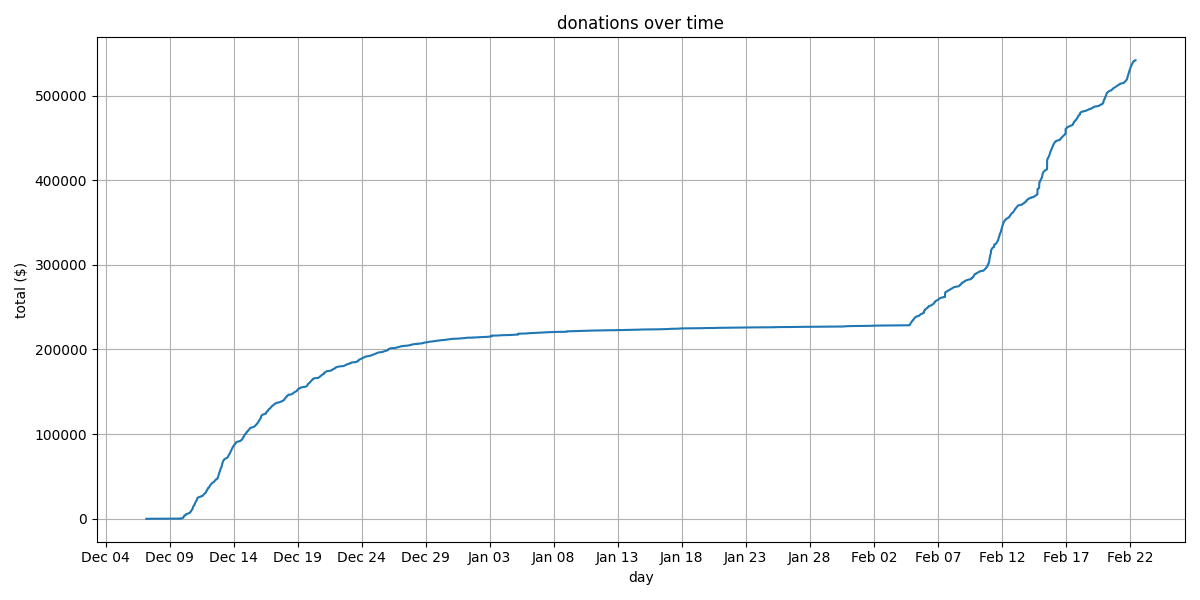 donations over time
total ($)
500000
400000
300000
200000
100000
0
Dec 04 Dec 09 Dec 14 Dec 19 Dec 24 Dec 29 Jan 03 Jan 08 Jan 13 Jan 18 Jan 23 Jan 28 Feb 02 Feb 07 Feb 12 Feb 17 Feb 22
day